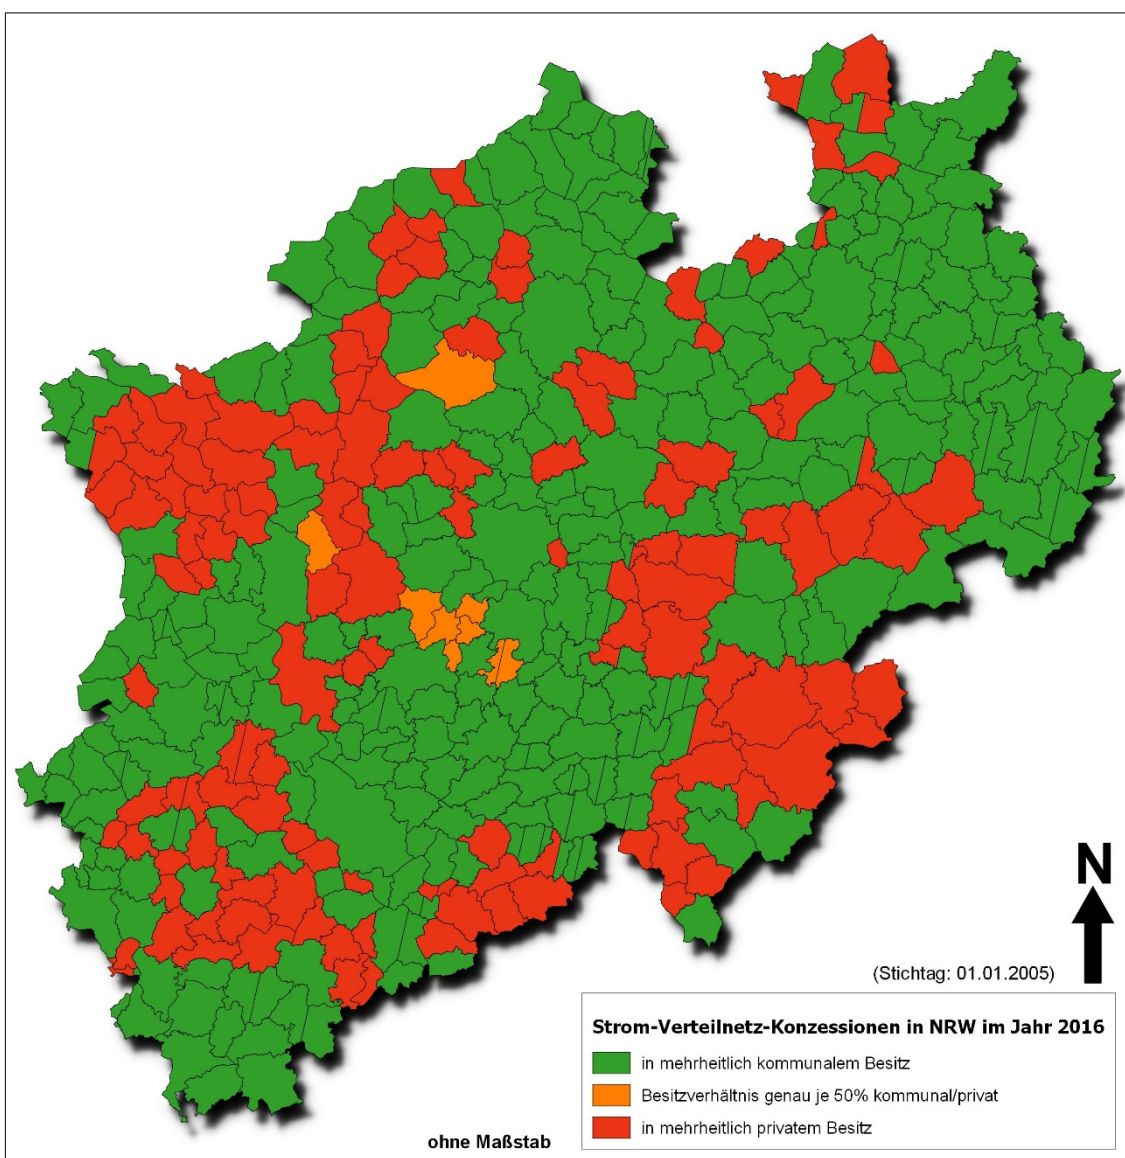 N
(Stichtag: 01.01.2005)
Strom-Verteilnetz-Konzessionen in NRW im Jahr 2016
in mehrheitlich kommunalem Besitz
Besitzverhältnis genau je 50% kommunal/privat
in mehrheitlich privatem Besitz
ohne Maßstab